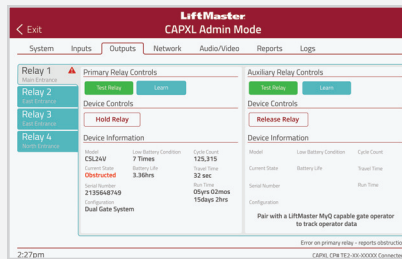 LiftMaster
Exit
CAPXL Admin Mode
System Inputs Outputs Network Audio/Video Reports Logs
Relay 1
Main Entrance
Relay 2
East Entrance
Relay 3
East Entrance
Relay 4
North Entrance
Primary Relay Controls
Test Relay Learn
Device Controls
Hold Relay
Device Information
Model Low Battery Condition Cycle Count
CSL24V 7 Times 125,315
Current State Battery Life Travel Time
Obstructed 3.36hrs 32 sec
Serial Number Run Time
2135648749 05yrs 02mos
15days 2hrs
Configuration
Dual Gate System
Auxiliary Relay Controls
Test Relay Learn
Device Controls
Release Relay
Device Information
Model Low Battery Condition Cycle Count
Current State Battery Life Travel Time
Serial Number Run Time
Configuration
Pair with a LiftMaster MyQ capable gate operator
to track operator data
Error on primary relay - reports obstructio
2:27pm
CAPXL CP# TE2-XX-XXXXX Connected